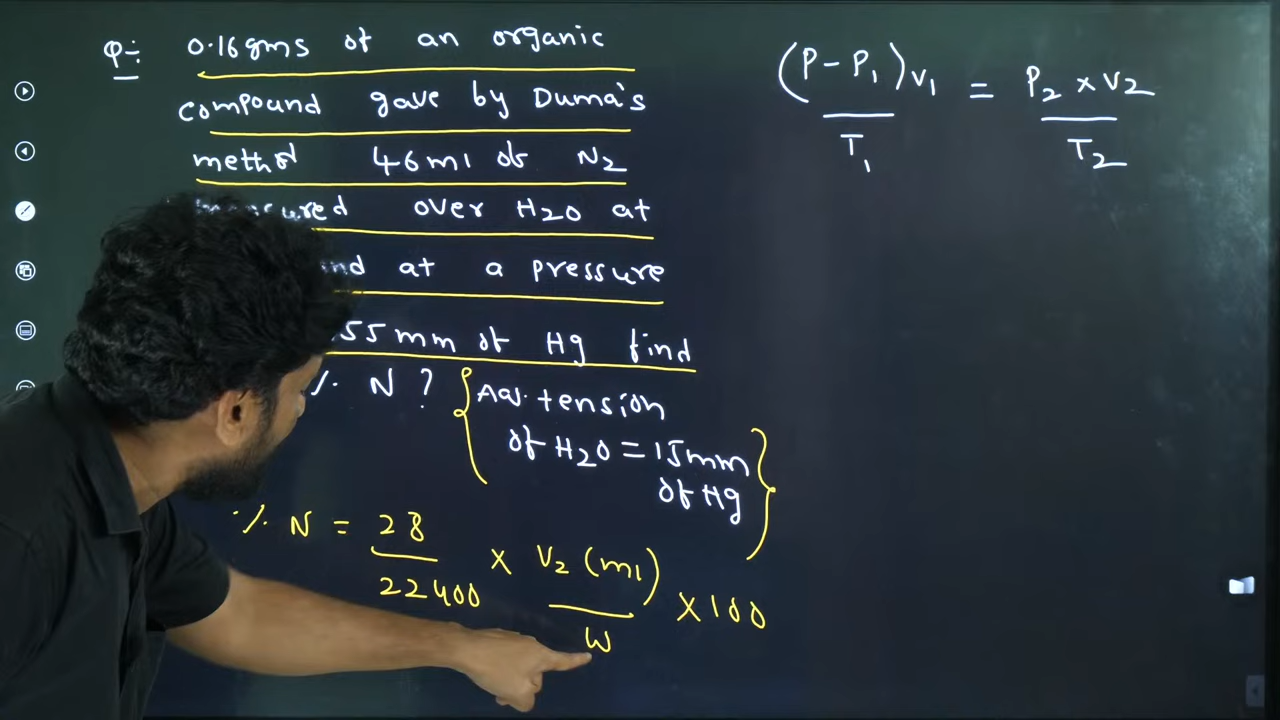 Q:- 0.16 gms of an organic
compound gave by Duma's
method 46 ml of N2
over H2O at
at a pressure
55 mm of Hg find
% N ? { Aq. tension
of H2O = 15 mm
of Hg }
% N = 28/22400 × V2 (ml)/W × 100
(P - P1)V1/T1 = P2 × V2/T2